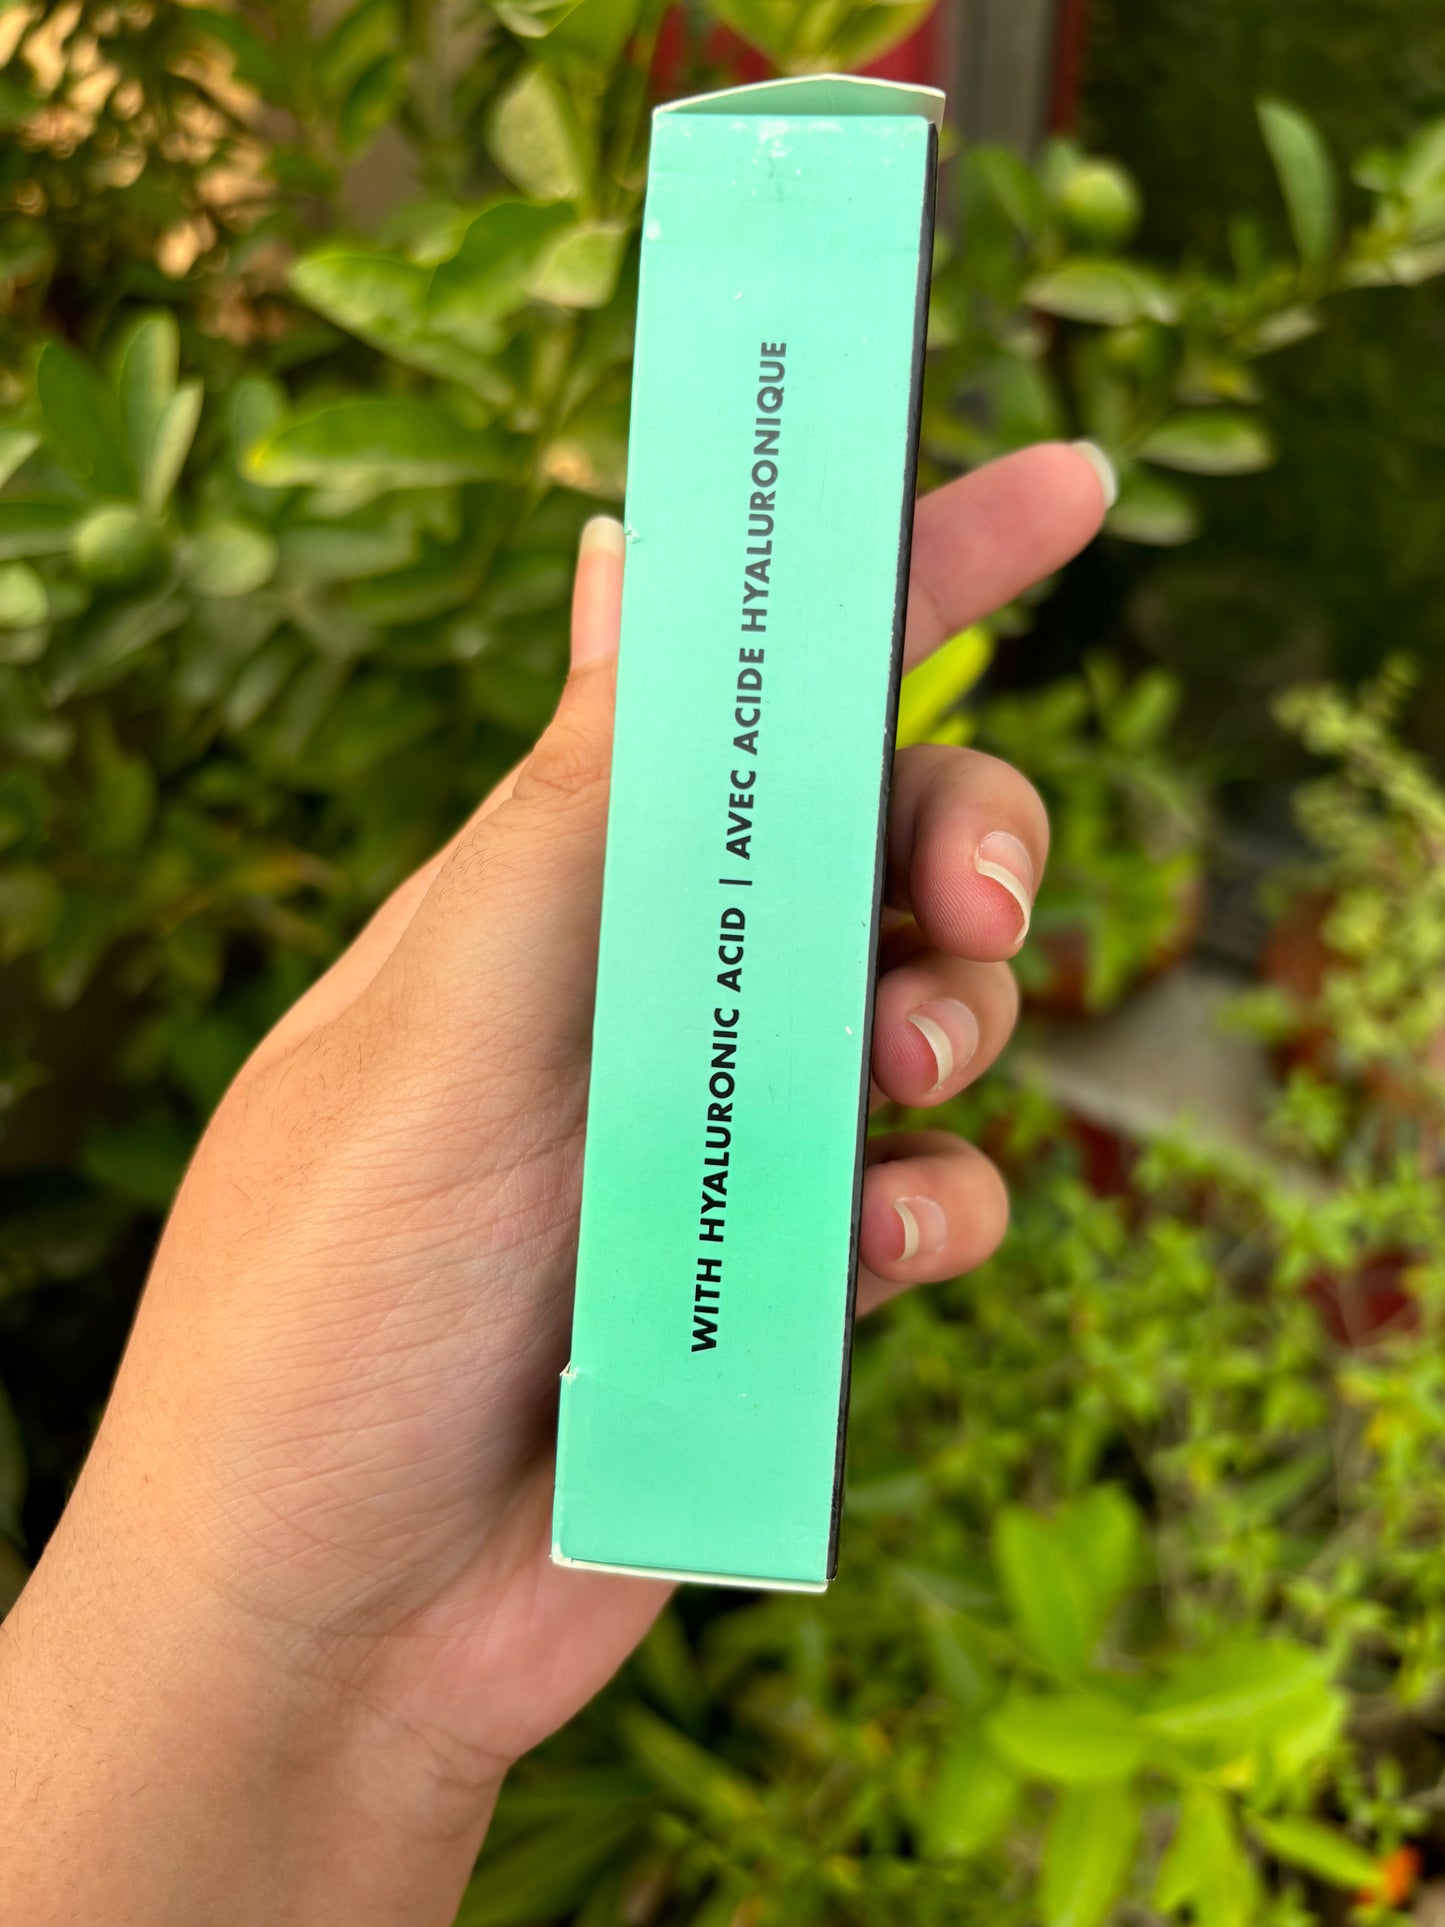 WITH HYALURONIC ACID | AVEC ACIDE HYALURONIQUE